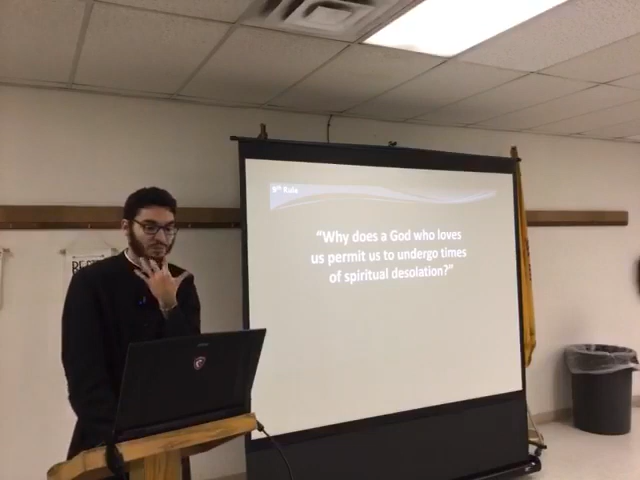 9th Rule
“Why does a God who loves
us permit us to undergo times
of spiritual desolation?”